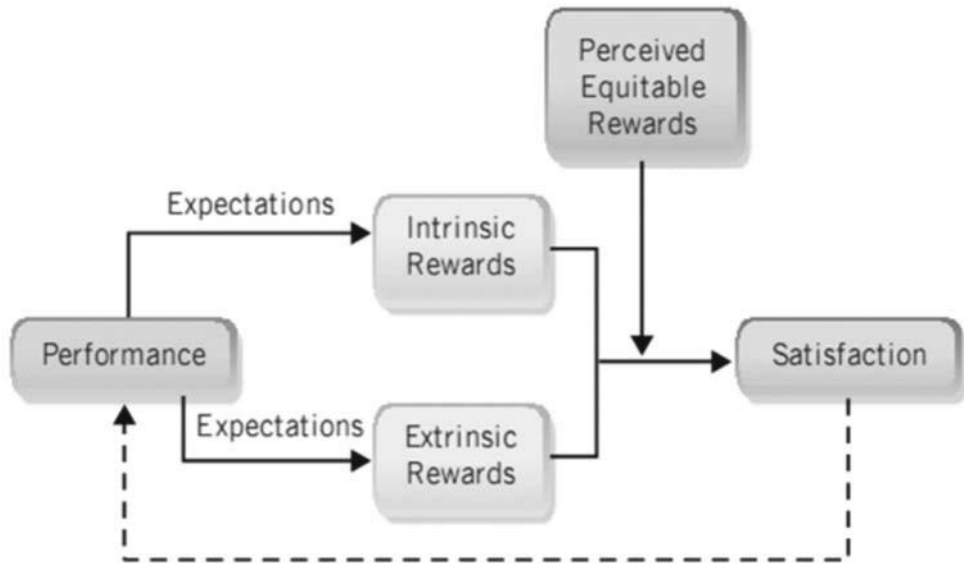 Perceived
Equitable
Rewards
Expectations
Intrinsic
Rewards
Performance
Satisfaction
Expectations
Extrinsic
Rewards